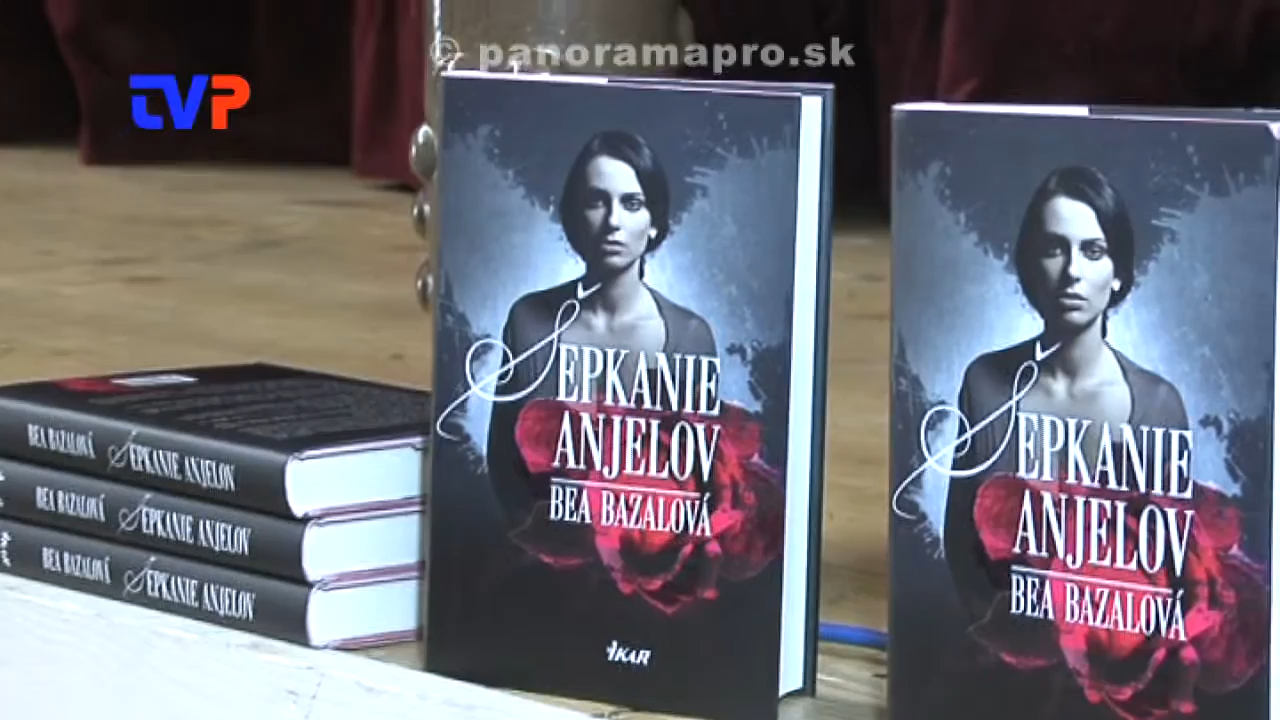 © panoramapro.sk
TVP
ŠEPKANIE
ANJELOV
BEA BAZALOVÁ
IKAR
ŠEPKANIE
ANJELOV
BEA BAZALOVÁ
BEA BAZALOVÁ ŠEPKANIE ANJELOV
BEA BAZALOVÁ ŠEPKANIE ANJELOV
BEA BAZALOVÁ ŠEPKANIE ANJELOV